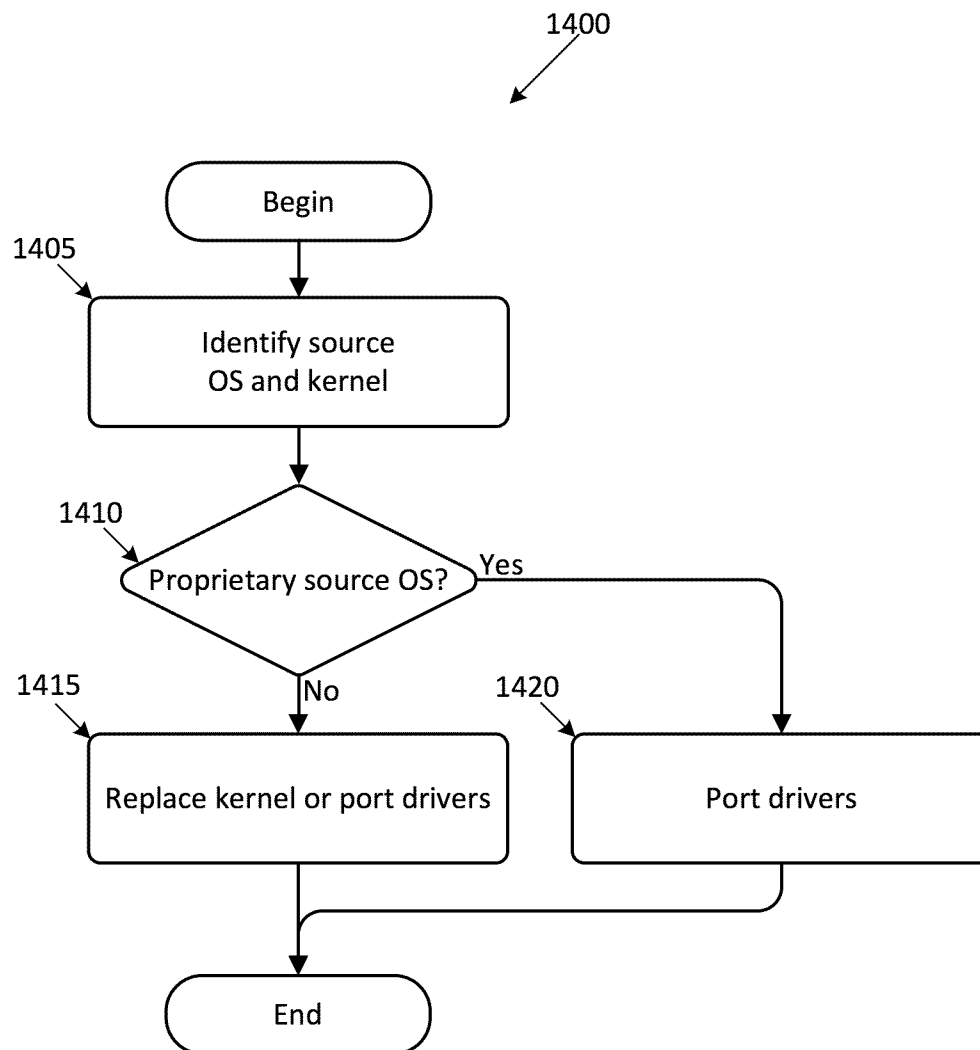 1400
Begin
1405
Identify source
OS and kernel
1410
Proprietary source OS?
Yes
No
1415
Replace kernel or port drivers
1420
Port drivers
End